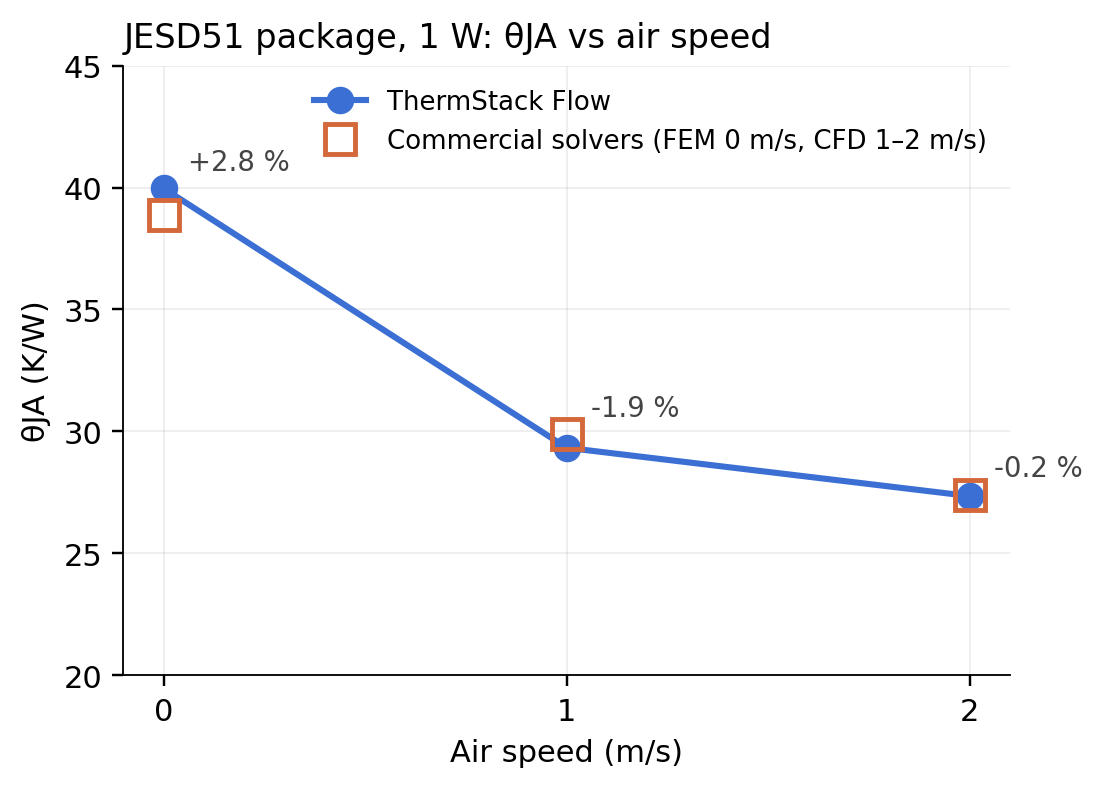 JESD51 package, 1 W: θJA vs air speed
ThermStack Flow
Commercial solvers (FEM 0 m/s, CFD 1–2 m/s)
+2.8 %
-1.9 %
-0.2 %
θJA (K/W)
45
40
35
30
25
20
0
1
2
Air speed (m/s)